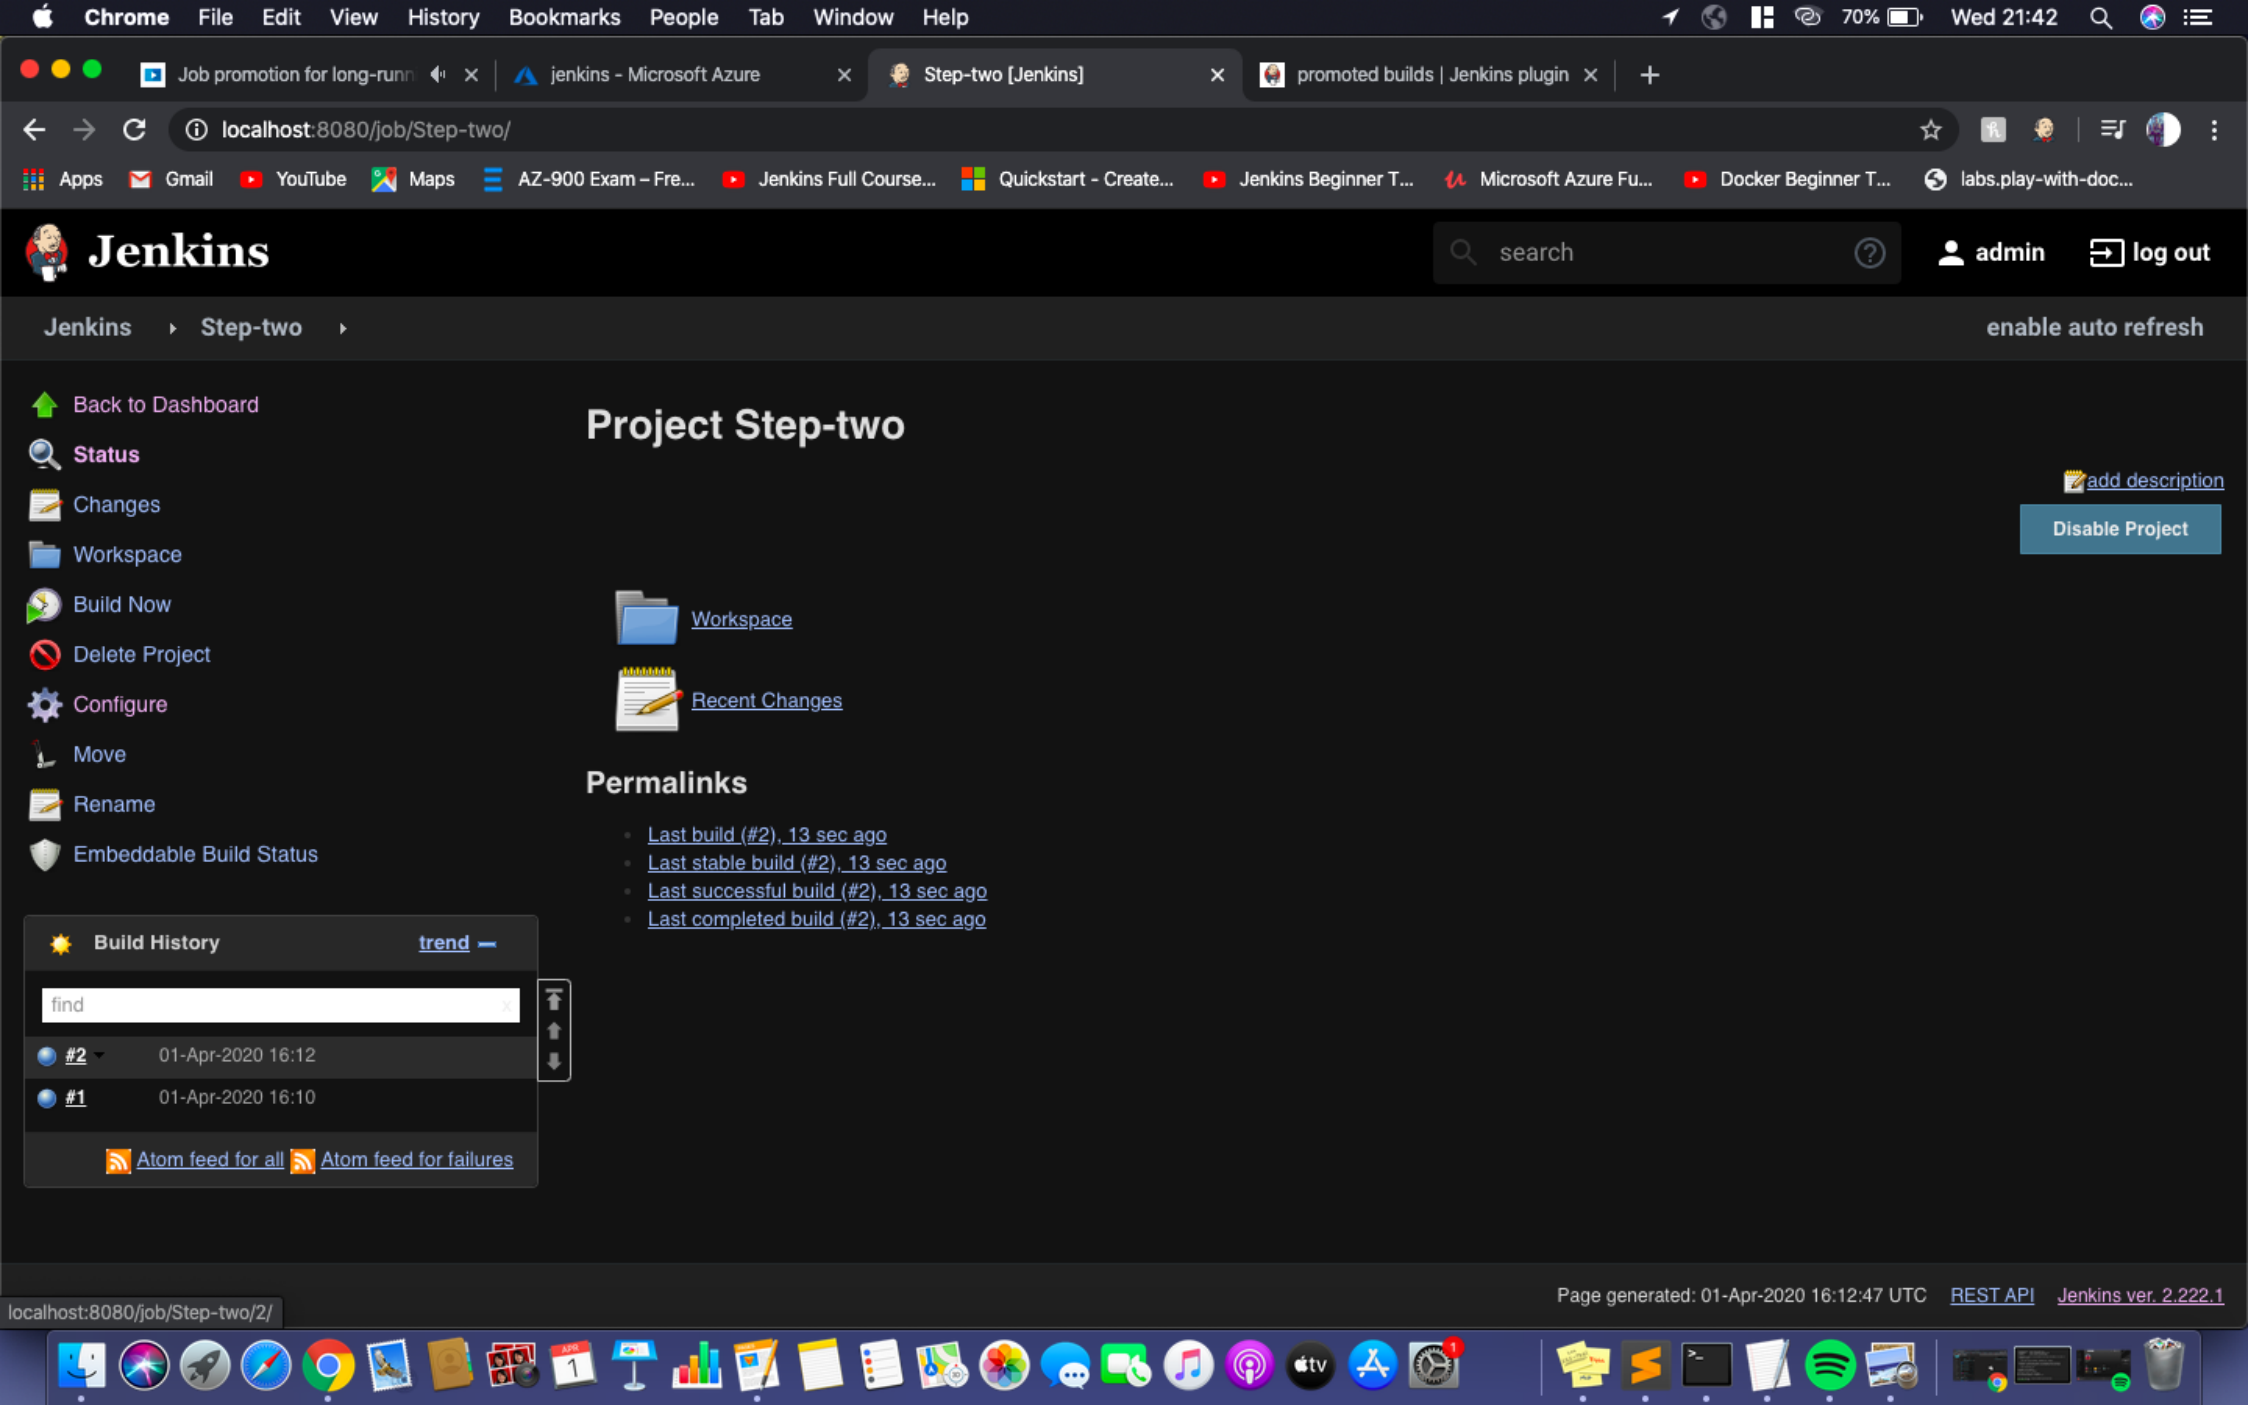 Chrome File Edit View History Bookmarks People Tab Window Help 70% Wed 21:42
Job promotion for long-runn
jenkins - Microsoft Azure
Step-two [Jenkins]
promoted builds | Jenkins plugin
localhost:8080/job/Step-two/
Apps Gmail YouTube Maps AZ-900 Exam – Fre... Jenkins Full Course... Quickstart - Create... Jenkins Beginner T... Microsoft Azure Fu... Docker Beginner T... labs.play-with-doc...
Jenkins
search
admin
log out
Jenkins Step-two
enable auto refresh
Back to Dashboard
Status
Changes
Workspace
Build Now
Delete Project
Configure
Move
Rename
Embeddable Build Status
Build History
trend
find
x
#2 01-Apr-2020 16:12
#1 01-Apr-2020 16:10
Atom feed for all
Atom feed for failures
Project Step-two
add description
Disable Project
Workspace
Recent Changes
Permalinks
Last build (#2), 13 sec ago
Last stable build (#2), 13 sec ago
Last successful build (#2), 13 sec ago
Last completed build (#2), 13 sec ago
Page generated: 01-Apr-2020 16:12:47 UTC REST API Jenkins ver. 2.222.1
localhost:8080/job/Step-two/2/
APR
1
tv
1